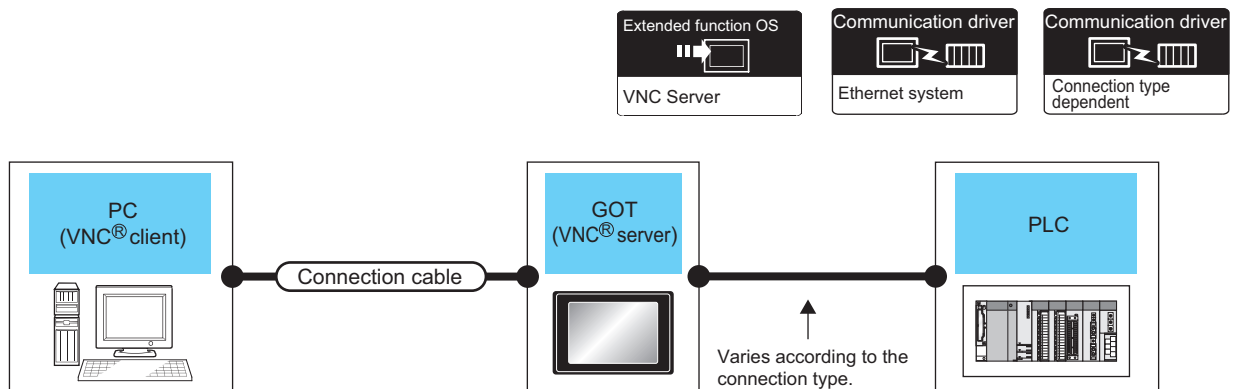 Extended function OS
VNC Server
Communication driver
Ethernet system
Communication driver
Connection type
dependent
PC
(VNC® client)
Connection cable
GOT
(VNC® server)
PLC
Varies according to the
connection type.